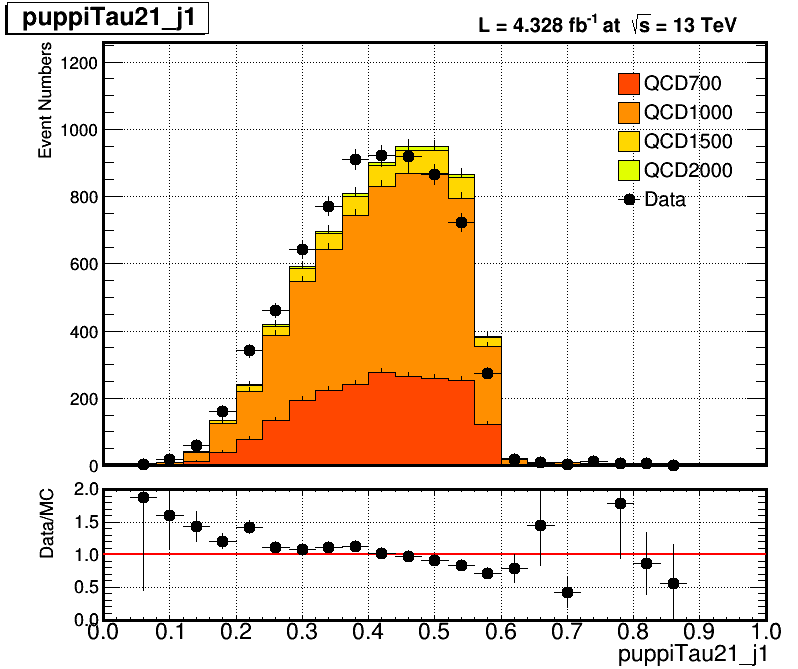 puppiTau21_j1
L = 4.328 fb⁻¹ at √s = 13 TeV
Event Numbers
1200
1000
800
600
400
200
0
QCD700
QCD1000
QCD1500
QCD2000
Data
Data/MC
2.0
1.5
1.0
0.5
0.0
0.0 0.1 0.2 0.3 0.4 0.5 0.6 0.7 0.8 0.9 1.0
puppiTau21_j1